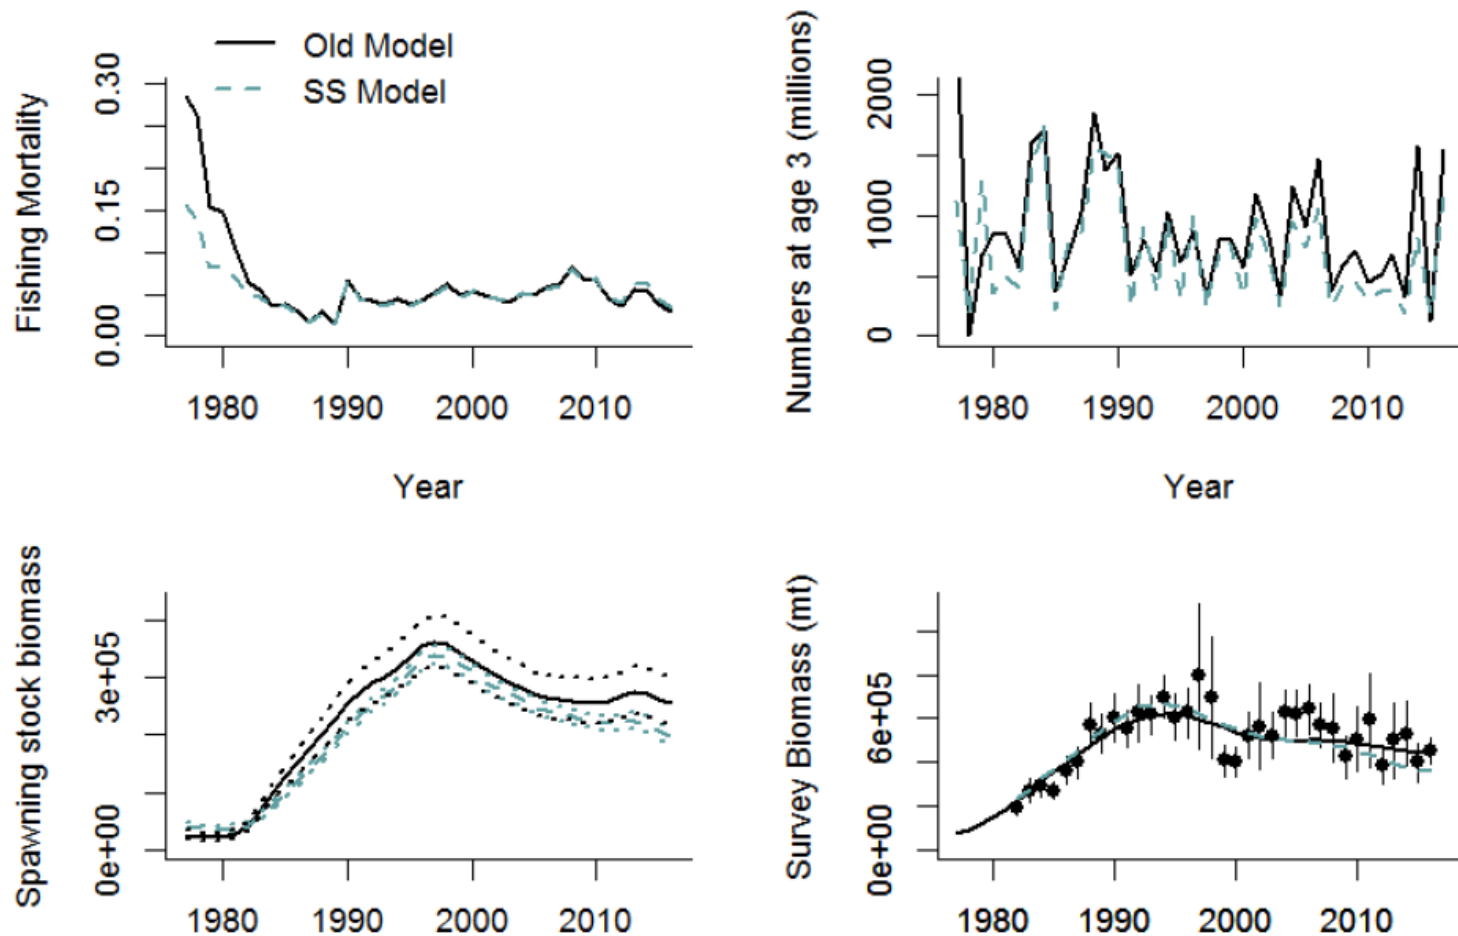 Old Model
SS Model
Fishing Mortality
0.00 0.15 0.30
1980 1990 2000 2010
Year
Numbers at age 3 (millions)
0 1000 2000
1980 1990 2000 2010
Year
Spawning stock biomass
0e+00 3e+05
1980 1990 2000 2010
Survey Biomass (mt)
0e+00 6e+05
1980 1990 2000 2010